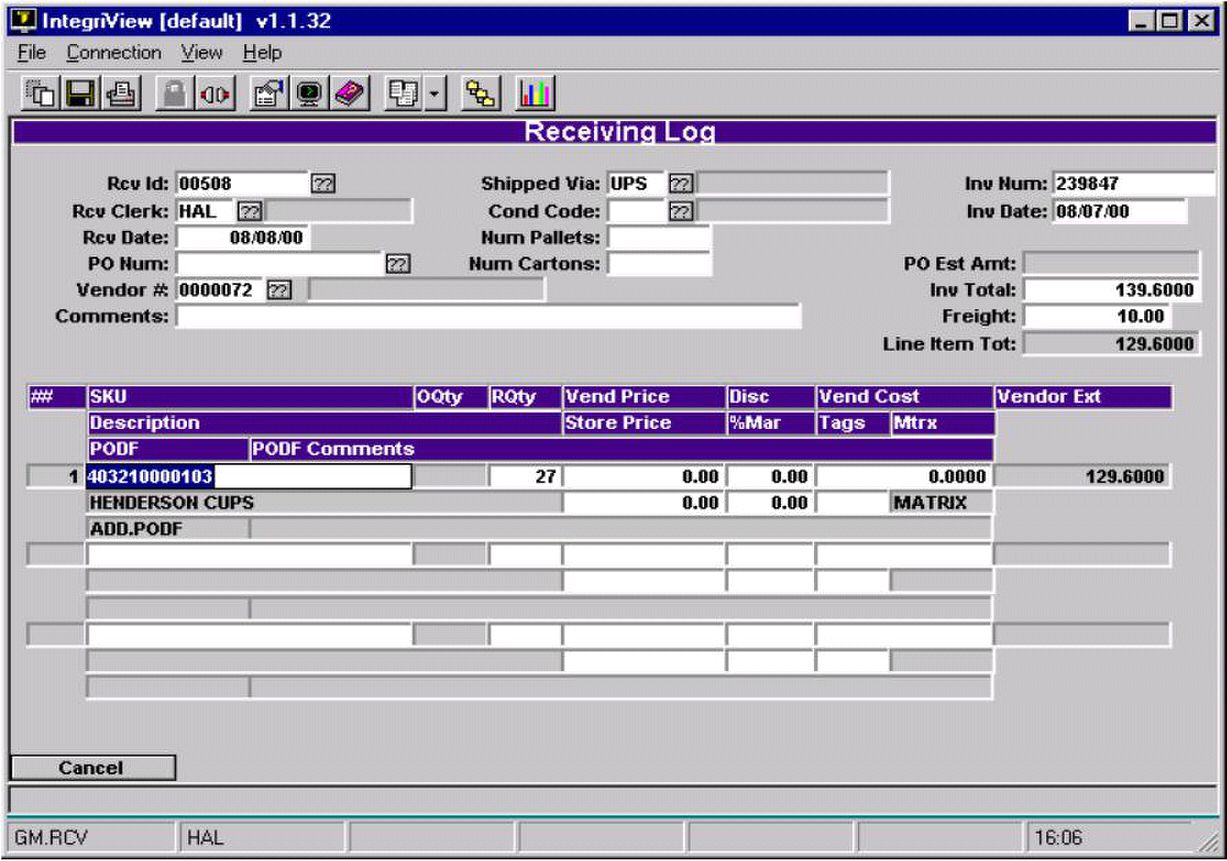 IntegriView [default] v1.1.32
File Connection View Help
Receiving Log
Rcv Id: 00508 ?? Shipped Via: UPS ?? Inv Num: 239847
Rcv Clerk: HAL ?? Cond Code: ?? Inv Date: 08/07/00
Rcv Date: 08/08/00 Num Pallets:
PO Num: ?? Num Cartons: PO Est Amt:
Vendor #: 0000072 ?? Inv Total: 139.6000
Comments: Freight: 10.00
Line Item Tot: 129.6000
## SKU OQty RQty Vend Price Disc Vend Cost Vendor Ext
Description Store Price %Mar Tags Mtrx
PODF PODF Comments
1 403210000103 27 0.00 0.00 0.0000 129.6000
HENDERSON CUPS 0.00 0.00 MATRIX
ADD.PODF
Cancel
GM.RCV HAL 16:06